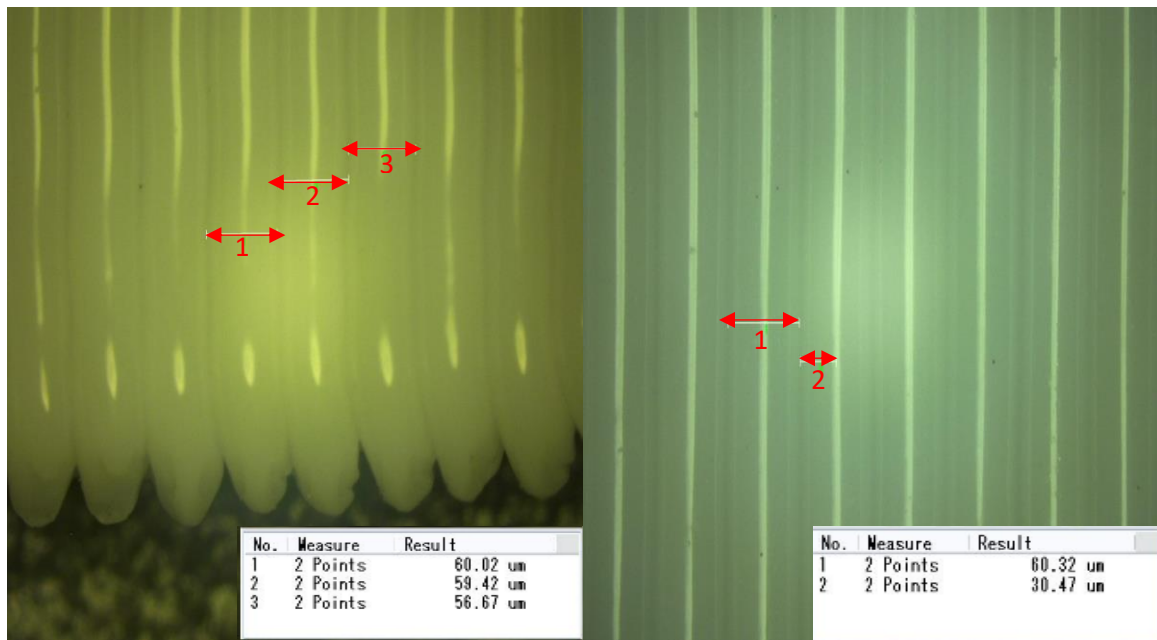 3
2
1
1
2
No. Measure Result
1 2 Points 60.02 um
2 2 Points 59.42 um
3 2 Points 56.67 um
No. Measure Result
1 2 Points 60.32 um
2 2 Points 30.47 um